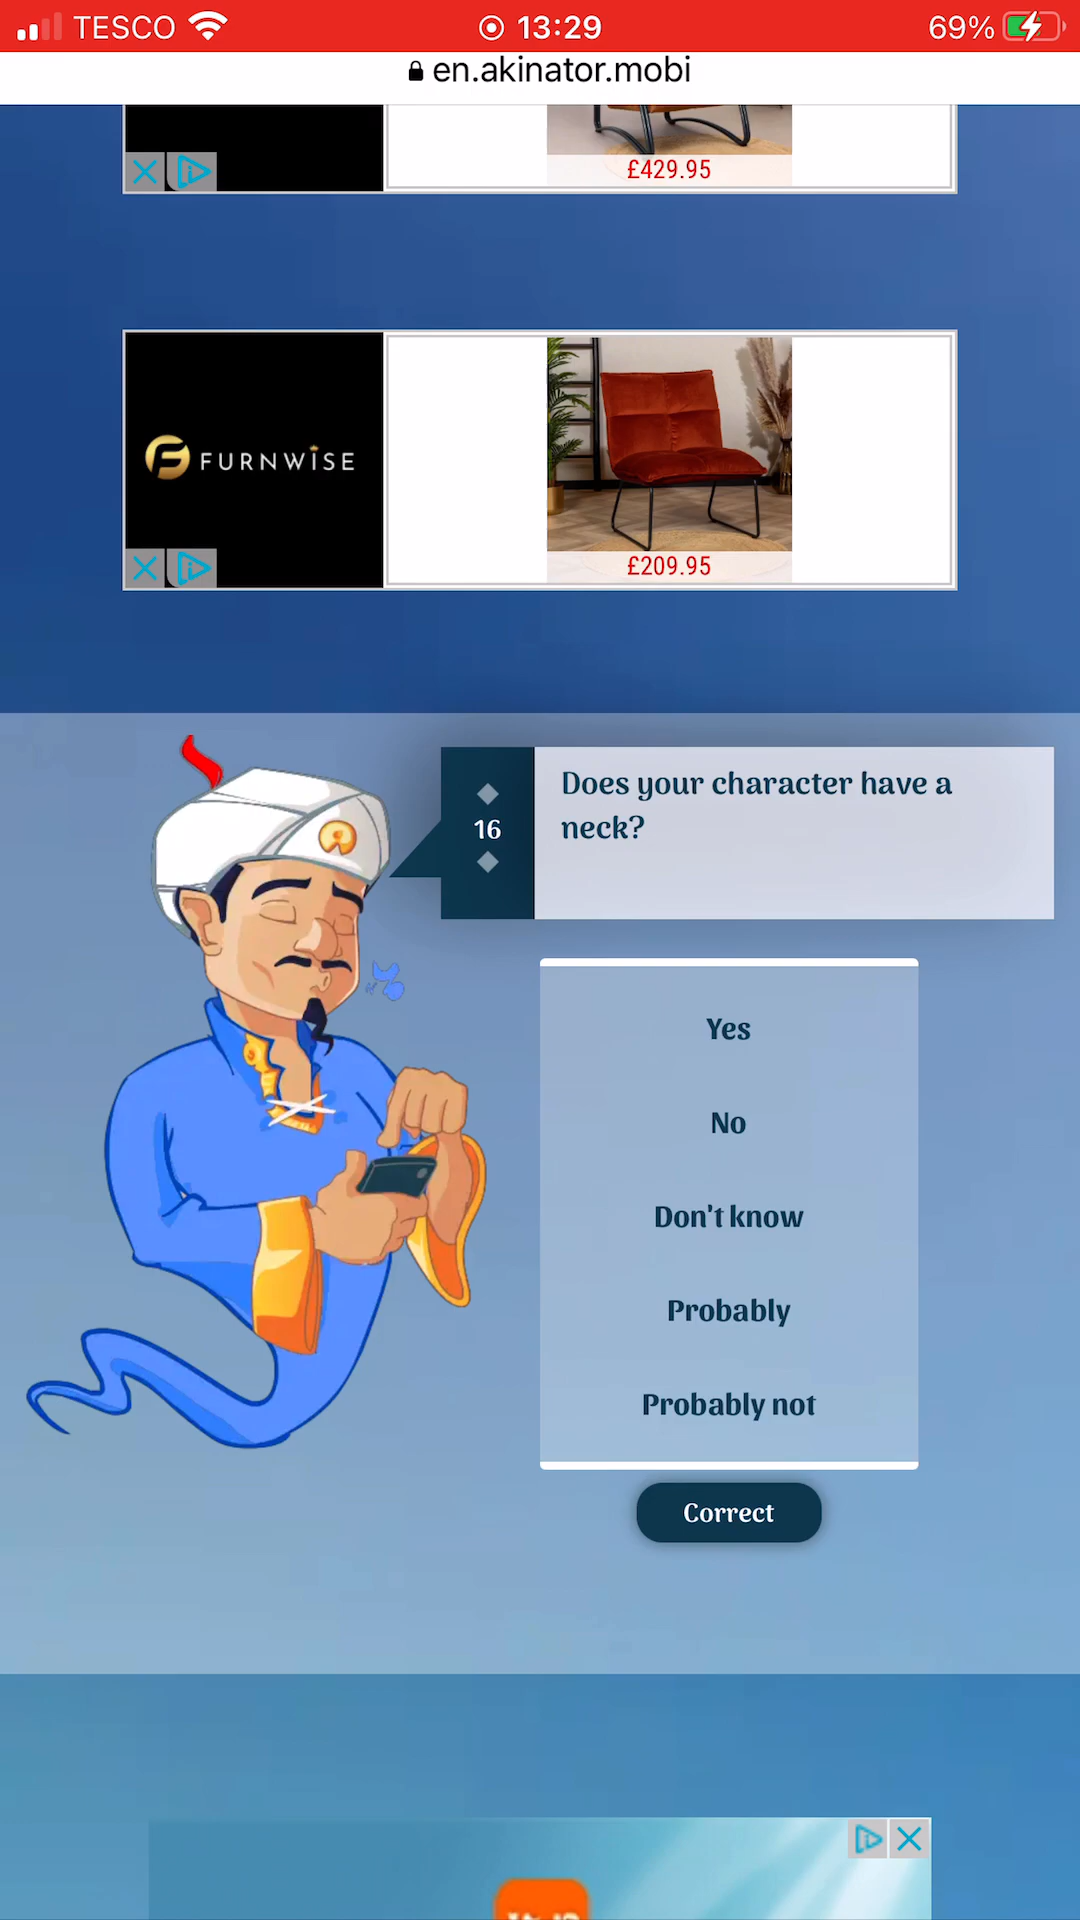 TESCO 13:29 69%
en.akinator.mobi
£429.95
FURNWISE
£209.95
16
Does your character have a
neck?
Yes
No
Don't know
Probably
Probably not
Correct